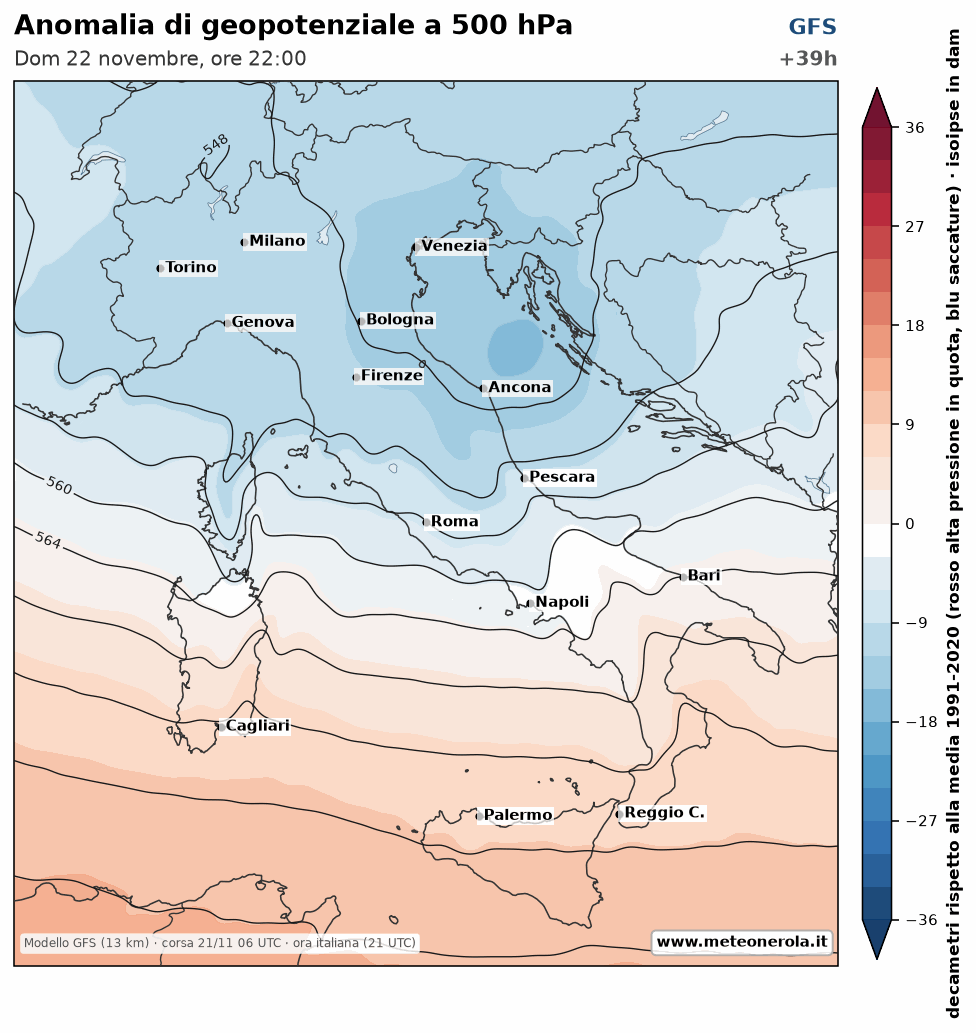 Anomalia di geopotenziale a 500 hPa
GFS
Dom 22 novembre, ore 22:00
+39h
548
Milano
Venezia
Torino
Genova
Bologna
Firenze
Ancona
Pescara
560
Roma
564
Bari
Napoli
Cagliari
Palermo
Reggio C.
Modello GFS (13 km) · corsa 21/11 06 UTC · ora italiana (21 UTC)
www.meteonerola.it
36
27
18
9
0
−9
−18
−27
−36
decametri rispetto alla media 1991-2020 (rosso alta pressione in quota, blu saccature) · isoipse in dam